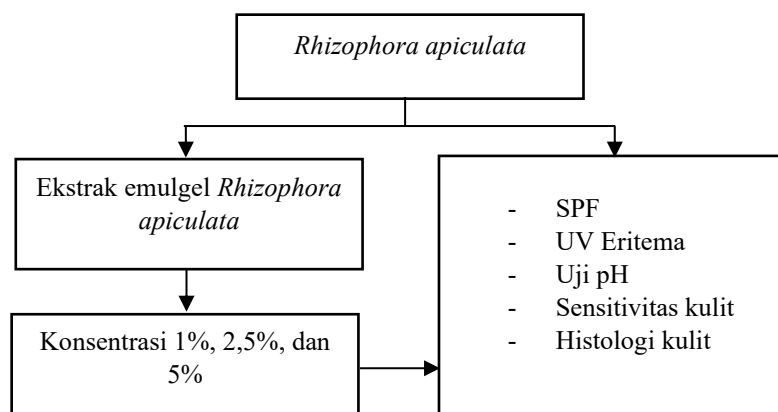 Rhizophora apiculata
Ekstrak emulgel Rhizophora
apiculata
Konsentrasi 1%, 2,5%, dan
5%
- SPF
- UV Eritema
- Uji pH
- Sensitivitas kulit
- Histologi kulit